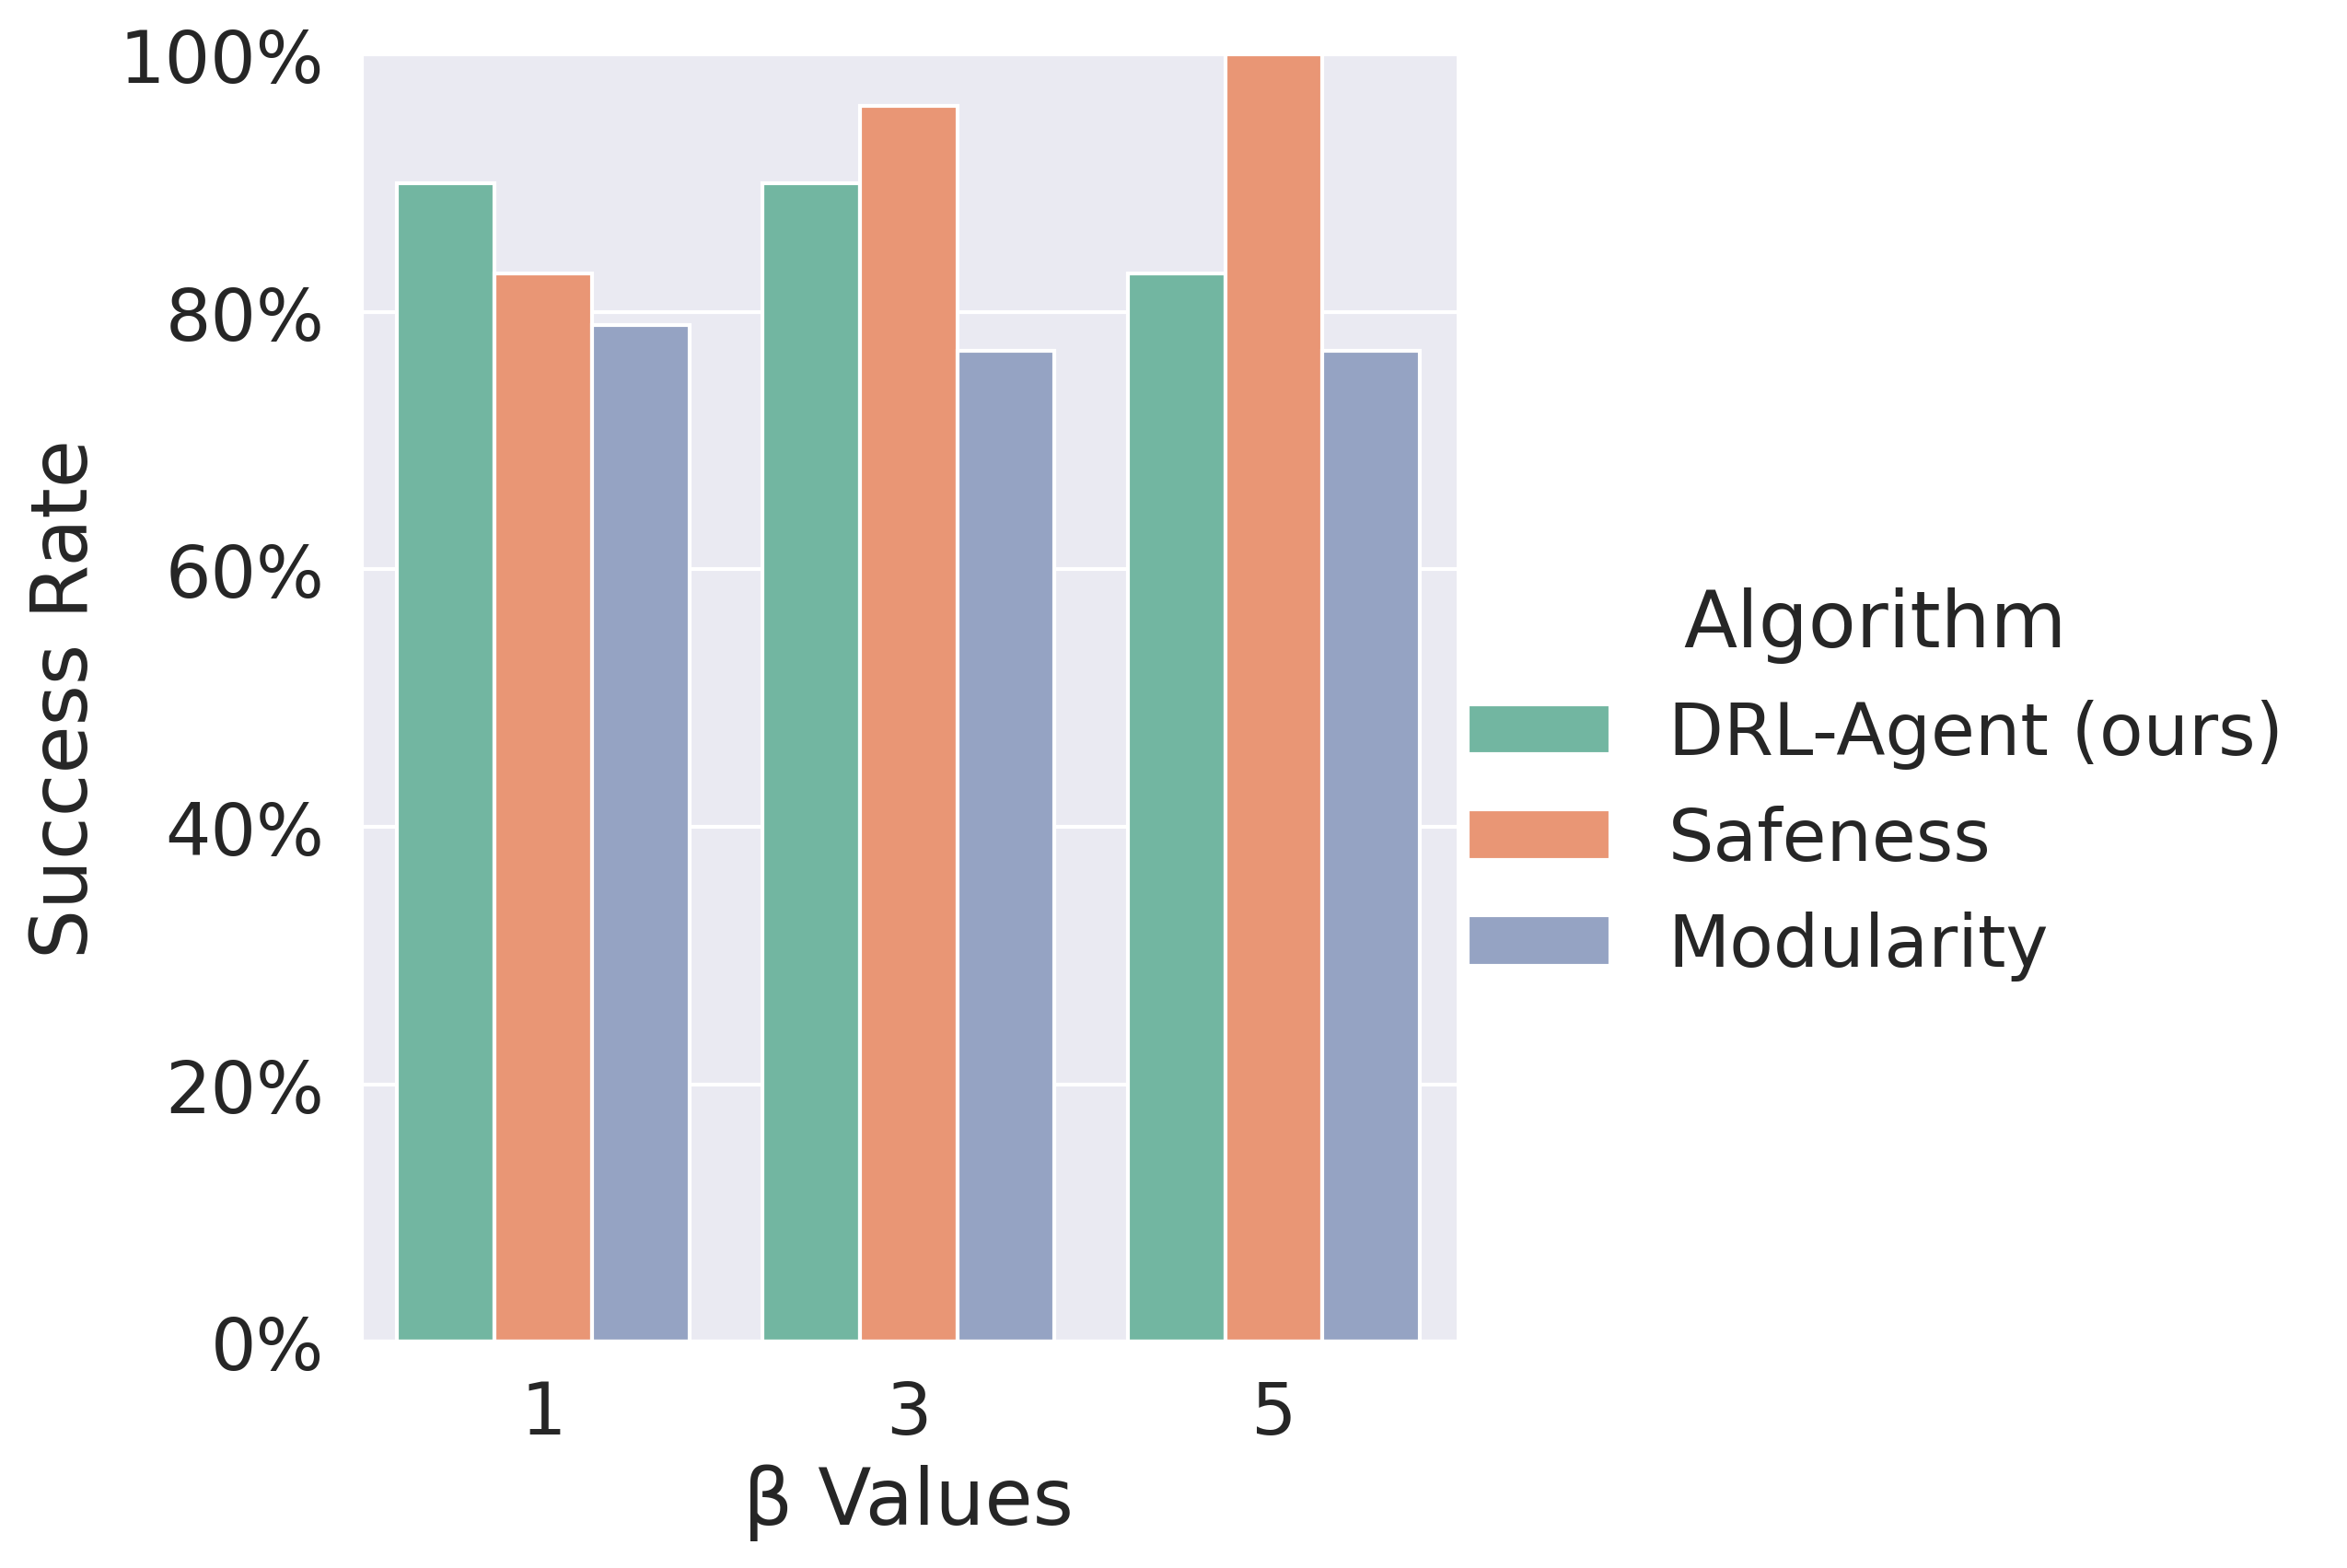 100%
80%
60%
40%
20%
0%
Success Rate
1 3 5
β Values
Algorithm
DRL-Agent (ours)
Safeness
Modularity